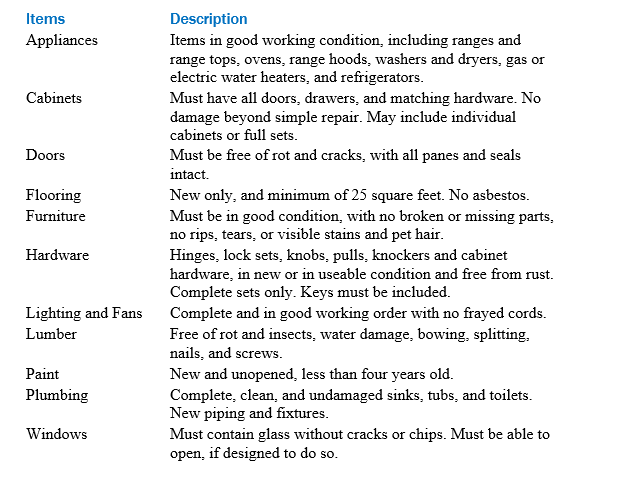 Items Description
Appliances Items in good working condition, including ranges and
range tops, ovens, range hoods, washers and dryers, gas or
electric water heaters, and refrigerators.
Cabinets Must have all doors, drawers, and matching hardware. No
damage beyond simple repair. May include individual
cabinets or full sets.
Doors Must be free of rot and cracks, with all panes and seals
intact.
Flooring New only, and minimum of 25 square feet. No asbestos.
Furniture Must be in good condition, with no broken or missing parts,
no rips, tears, or visible stains and pet hair.
Hardware Hinges, lock sets, knobs, pulls, knockers and cabinet
hardware, in new or in useable condition and free from rust.
Complete sets only. Keys must be included.
Lighting and Fans Complete and in good working order with no frayed cords.
Lumber Free of rot and insects, water damage, bowing, splitting,
nails, and screws.
Paint New and unopened, less than four years old.
Plumbing Complete, clean, and undamaged sinks, tubs, and toilets.
New piping and fixtures.
Windows Must contain glass without cracks or chips. Must be able to
open, if designed to do so.